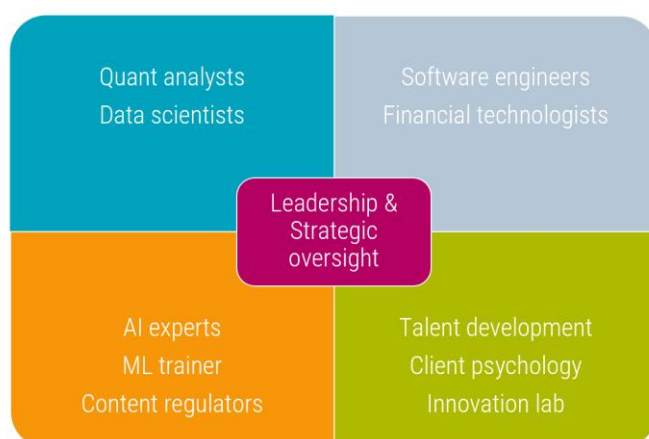 Quant analysts
Data scientists
Software engineers
Financial technologists
Leadership &
Strategic
oversight
AI experts
ML trainer
Content regulators
Talent development
Client psychology
Innovation lab